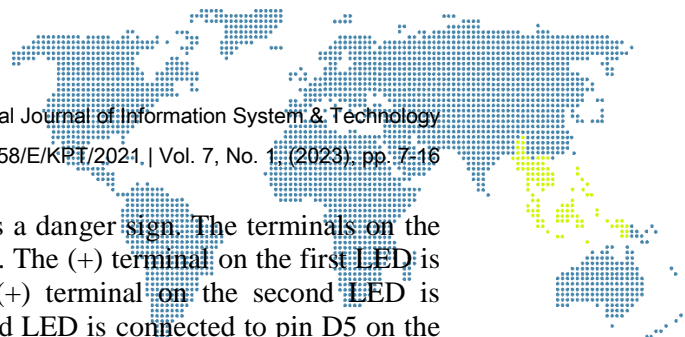 al Journal of Information System & Technology
58/E/KPT/2021 | Vol. 7, No. 1, (2023), pp. 7-16
s a danger sign. The terminals on the
. The (+) terminal on the first LED is
(+) terminal on the second LED is
d LED is connected to pin D5 on the